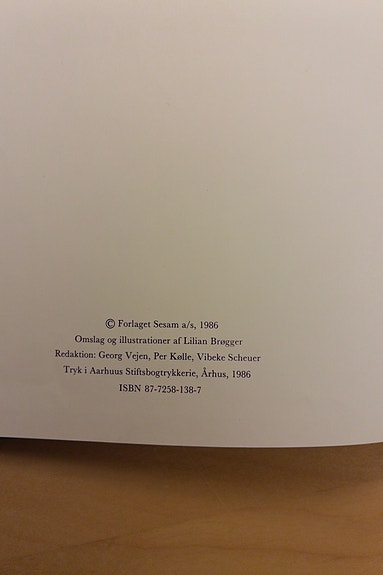 © Forlaget Sesam a/s, 1986
Omslag og illustrationer af Lilian Brøgger
Redaktion: Georg Vejen, Per Kølle, Vibeke Scheuer
Tryk i Aarhuus Stiftsbogtrykkerie, Århus, 1986
ISBN 87-7258-138-7